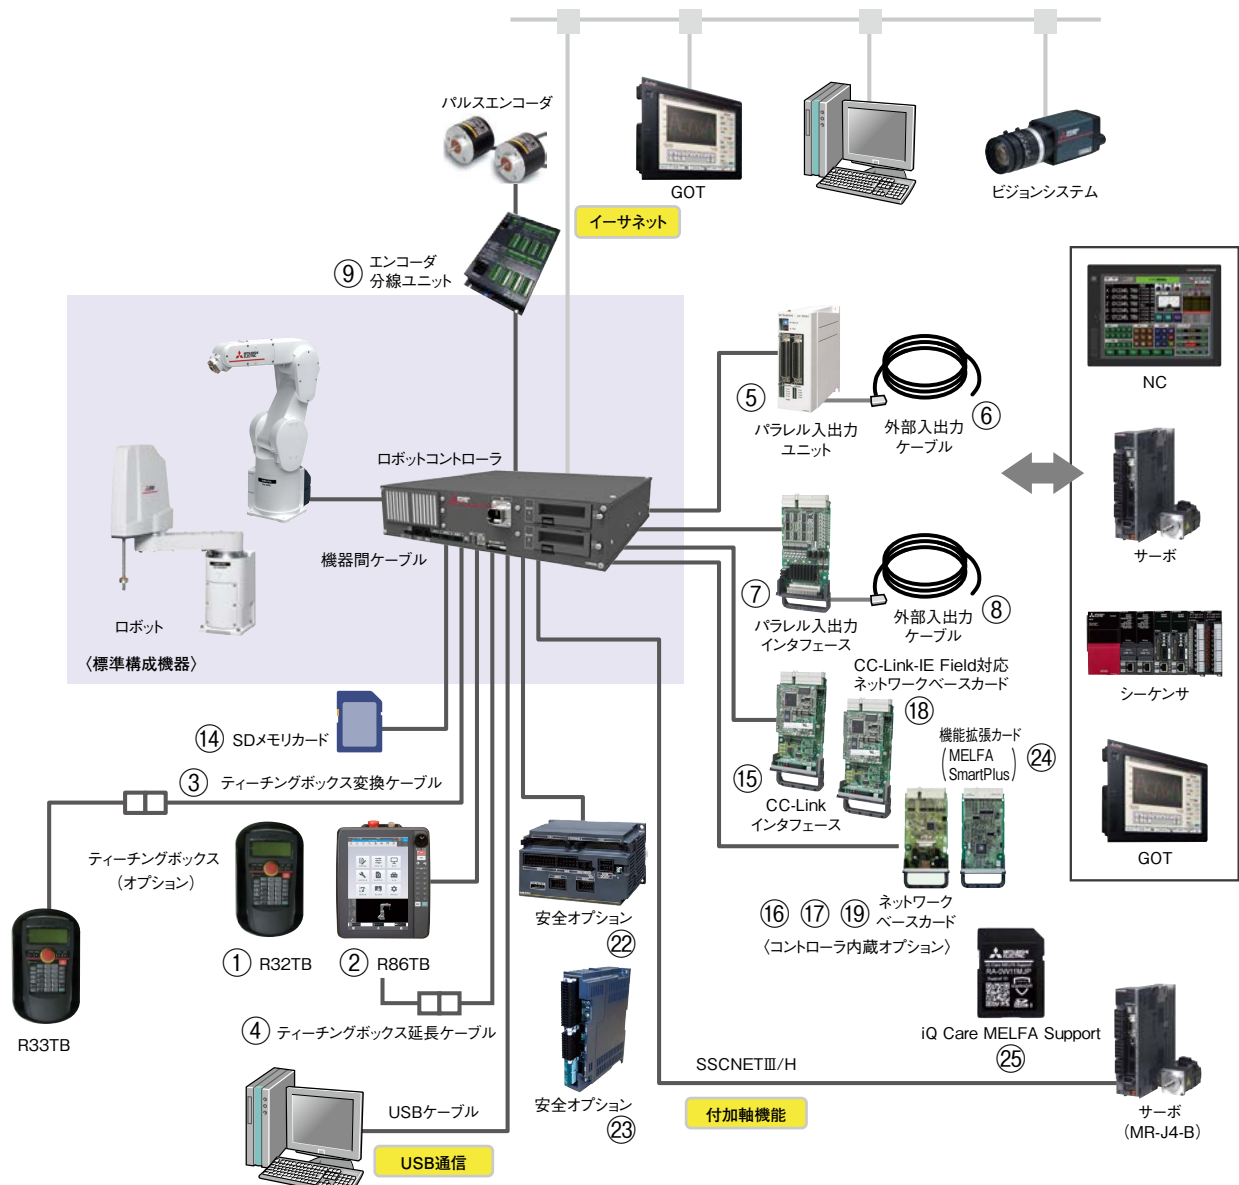 パルスエンコーダ
GOT
ビジョンシステム
イーサネット
⑨ エンコーダ
分線ユニット
NC
⑤
パラレル入出力
ユニット
⑥
外部入出力
ケーブル
ロボットコントローラ
MITSUBISHI
ELECTRIC
機器間ケーブル
サーボ
ロボット
〈標準構成機器〉
⑦
パラレル入出力
インタフェース
⑧
外部入出力
ケーブル
CC-Link-IE Field対応
ネットワークベースカード
⑱
シーケンサ
⑭ SDメモリカード
機能拡張カード
(MELFA
SmartPlus) ㉔
③ ティーチングボックス変換ケーブル
⑮
CC-Link
インタフェース
ティーチングボックス
（オプション）
GOT
安全オプション
㉒
ネットワーク
ベースカード
⑯ ⑰ ⑲
〈コントローラ内蔵オプション〉
① R32TB
② R86TB
MITSUBISHI
ELECTRIC
iQ Care MELFA Support
RA-0WI1MJP
④ ティーチングボックス延長ケーブル
R33TB
iQ Care MELFA Support
㉕
SSCNETⅢ/H
USBケーブル
安全オプション
㉓
付加軸機能
サーボ
（MR-J4-B）
USB通信